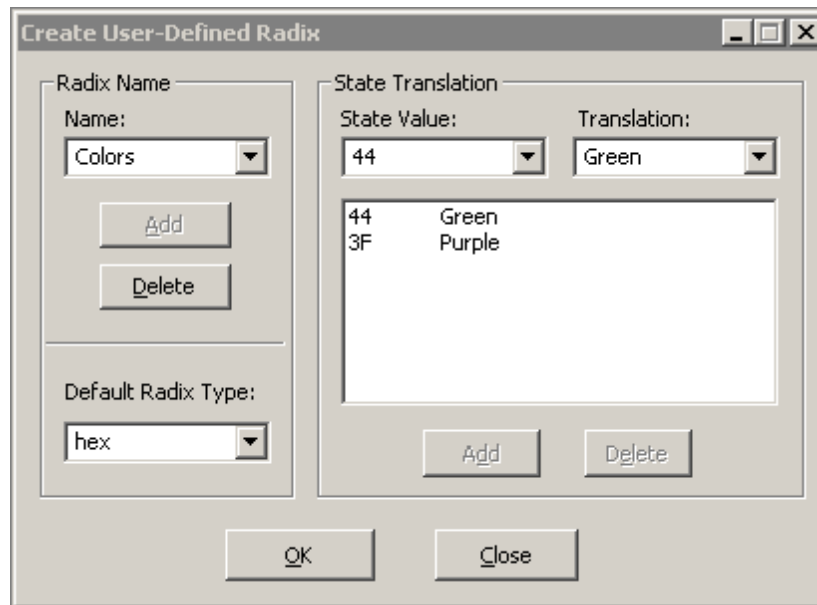 Create User-Defined Radix
Radix Name
Name:
Colors
Add
Delete
Default Radix Type:
hex
State Translation
State Value:
Translation:
44
Green
44 Green
3F Purple
Add
Delete
OK
Close